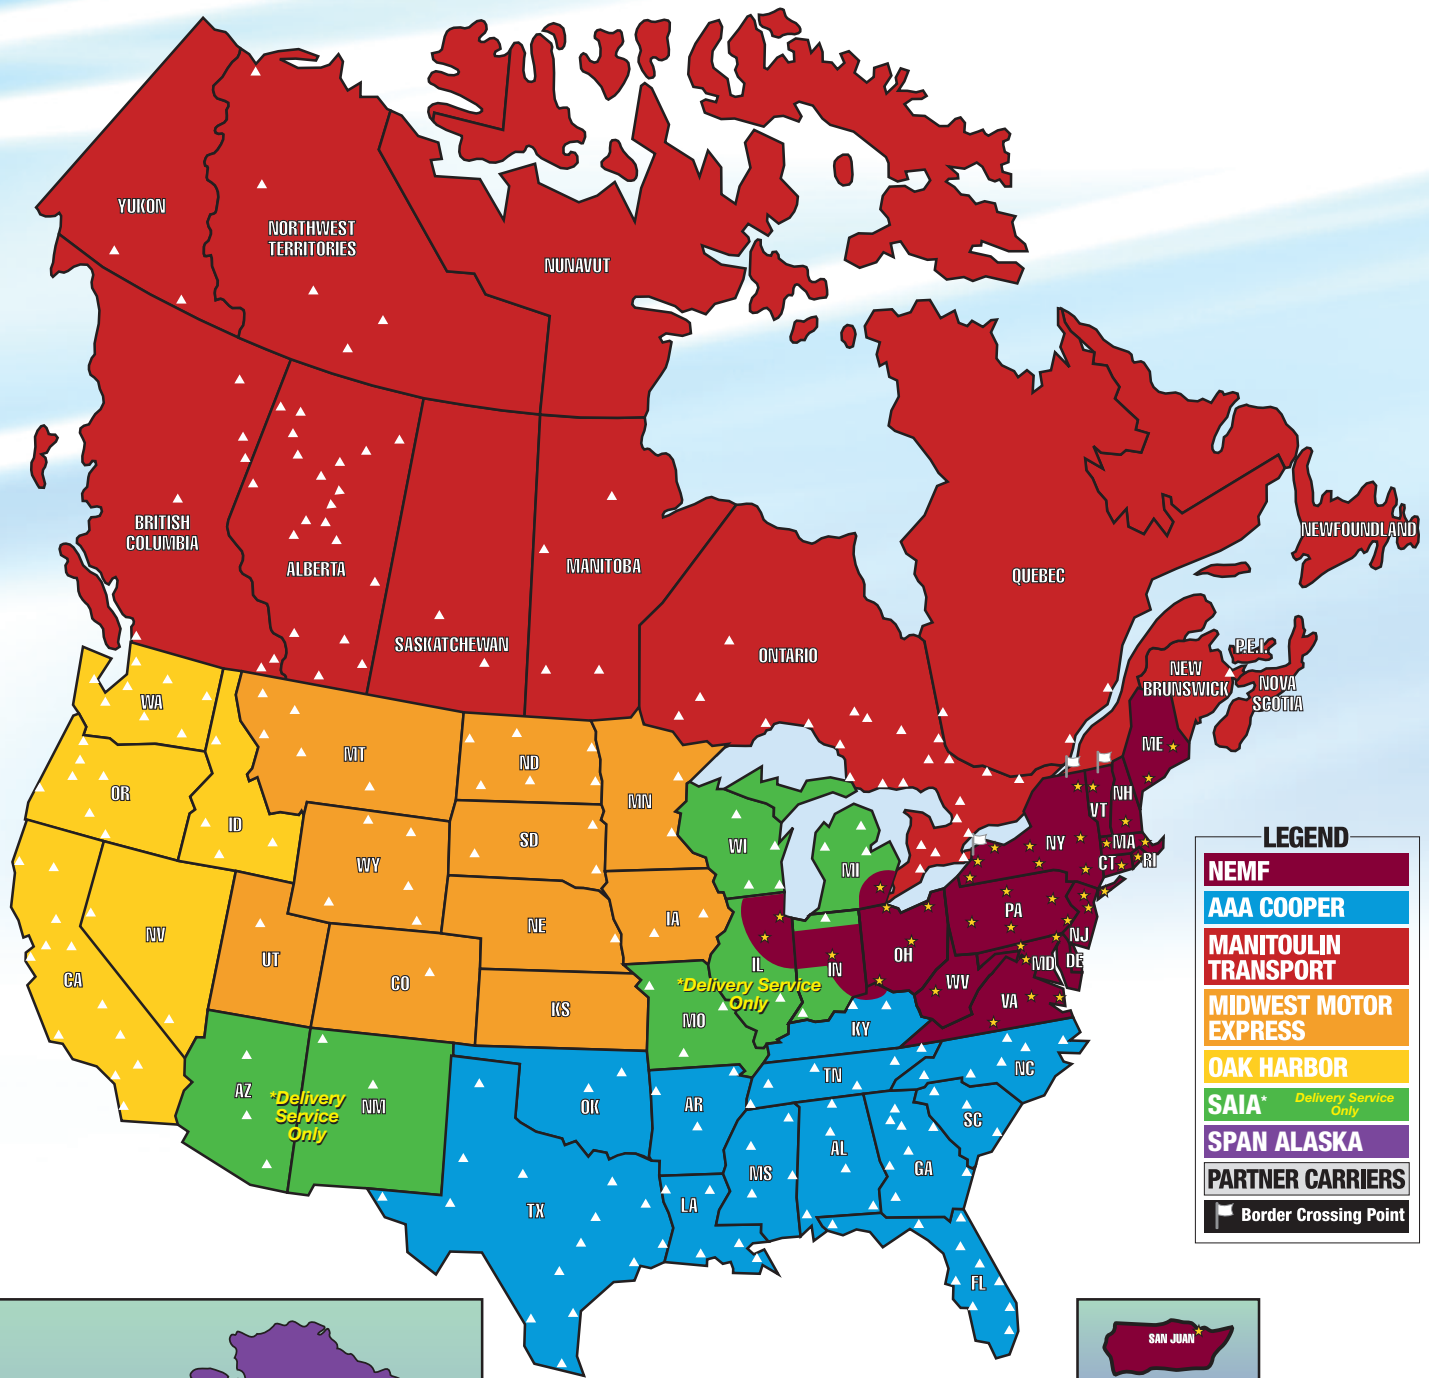 YUKON
NORTHWEST
TERRITORIES
NUNAVUT
BRITISH
COLUMBIA
ALBERTA
SASKATCHEWAN
MANITOBA
ONTARIO
QUEBEC
NEWFOUNDLAND
P.E.I.
NEW
BRUNSWICK
NOVA
SCOTIA
WA
OR
ID
MT
ND
MN
SD
WY
WI
MI
NY
VT
NH
ME
MA
CT
RI
NV
CA
UT
CO
NE
IA
KS
IL
IN
OH
PA
NJ
MD
DE
WV
VA
*Delivery Service
Only
MO
KY
AZ
NM
*Delivery
Service
Only
OK
AR
TN
NC
SC
TX
LA
MS
AL
GA
FL
LEGEND
NEMF
AAA COOPER
MANITOULIN
TRANSPORT
MIDWEST MOTOR
EXPRESS
OAK HARBOR
SAIA* Delivery Service
Only
SPAN ALASKA
PARTNER CARRIERS
Border Crossing Point
SAN JUAN